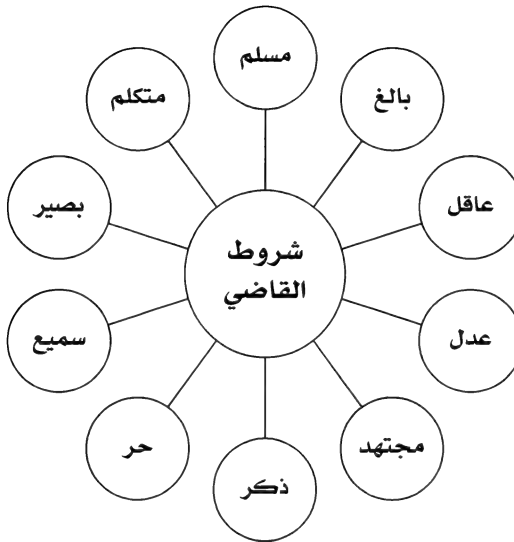 شروط
القاضي
مسلم
بالغ
عاقل
عدل
مجتهد
ذكر
حر
سميع
بصير
متكلم